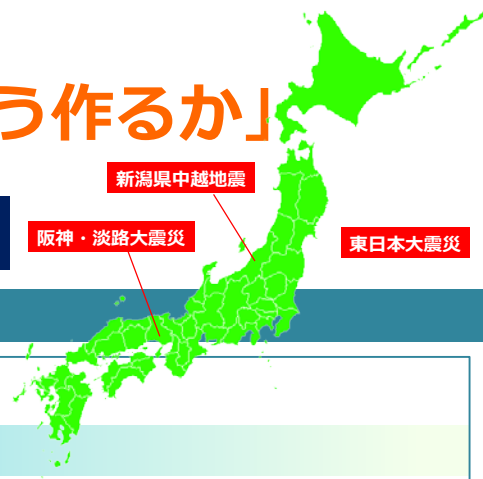 う作るか」
新潟県中越地震
阪神・淡路大震災
東日本大震災